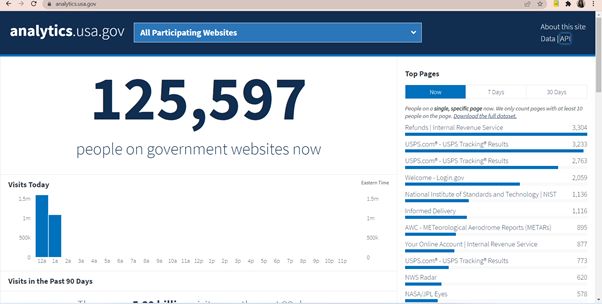 analytics.usa.gov
analytics.usa.gov
All Participating Websites
About this site
Data | API
125,597
people on government websites now
Visits Today
Eastern Time
1.5m
1m
500k
0
1.5m
1m
500k
0
12a 1a 2a 3a 4a 5a 6a 7a 8a 9a 10a 11a 12p 1p 2p 3p 4p 5p 6p 7p 8p 9p 10p 11p
Visits in the Past 90 Days
Top Pages
Now 7 Days 30 Days
People on a single, specific page now. We only count pages with at least 10
people on the page. Download the full dataset.
Refunds | Internal Revenue Service 3,304
USPS.com® - USPS Tracking® Results 3,233
USPS.com® - USPS Tracking® Results 2,763
Welcome - Login.gov 2,059
National Institute of Standards and Technology | NIST 1,136
Informed Delivery 1,116
AWC - METeorological Aerodrome Reports (METARs) 895
Your Online Account | Internal Revenue Service 877
USPS.com® - USPS Tracking® Results 773
NWS Radar 620
NASA/JPL Eyes 578